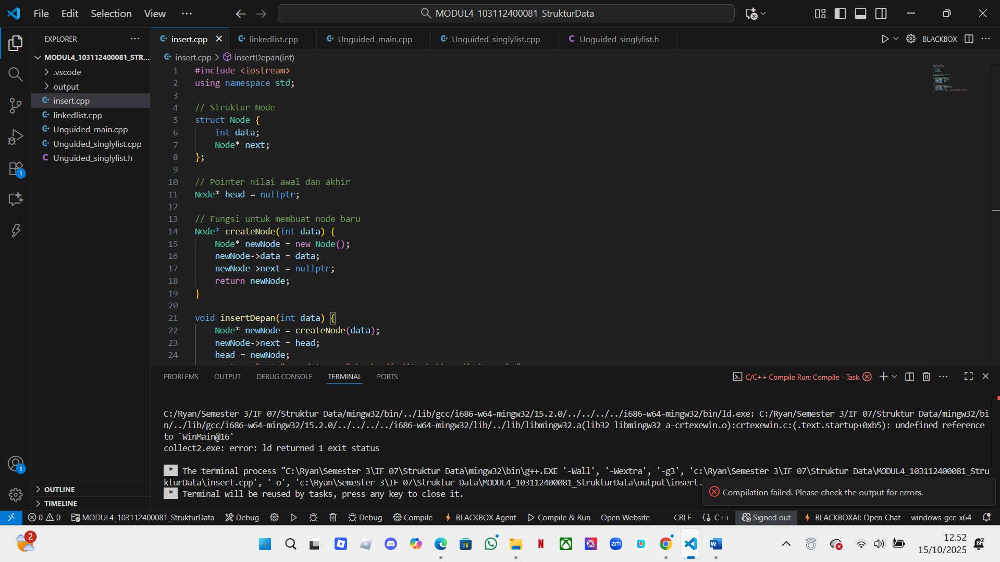 File Edit Selection View ···
MODUL4_103112400081_StrukturData
EXPLORER
MODUL4_103112400081_STR...
.vscode
output
insert.cpp
linkedlist.cpp
Unguided_main.cpp
Unguided_singlylist.cpp
Unguided_singlylist.h
OUTLINE
TIMELINE
insert.cpp linkedlist.cpp Unguided_main.cpp Unguided_singlylist.cpp Unguided_singlylist.h BLACKBOX
insert.cpp > insertDepan(int)
1 #include <iostream>
2 using namespace std;
3
4 // Struktur Node
5 struct Node {
6 int data;
7 Node* next;
8 };
9
10 // Pointer nilai awal dan akhir
11 Node* head = nullptr;
12
13 // Fungsi untuk membuat node baru
14 Node* createNode(int data) {
15 Node* newNode = new Node();
16 newNode->data = data;
17 newNode->next = nullptr;
18 return newNode;
19 }
20
21 void insertDepan(int data) {
22 Node* newNode = createNode(data);
23 newNode->next = head;
24 head = newNode;
PROBLEMS OUTPUT DEBUG CONSOLE TERMINAL PORTS
C/C++ Compile Run: Compile - Task
C:/Ryan/Semester 3/IF 07/Struktur Data/mingw32/bin/../lib/gcc/i686-w64-mingw32/15.2.0/../../../../i686-w64-mingw32/bin/ld.exe: C:/Ryan/Semester 3/IF 07/Struktur Data/mingw32/bi
n/../lib/gcc/i686-w64-mingw32/15.2.0/../../../../i686-w64-mingw32/lib/../lib/libmingw32.a(lib32_libmingw32_a-crtexewin.o):crtexewin.c:(.text.startup+0xb5): undefined reference
to `WinMain@16'
collect2.exe: error: ld returned 1 exit status
* The terminal process "C:\Ryan\Semester 3\IF 07\Struktur Data\mingw32\bin\g++.EXE '-Wall', '-Wextra', '-g3', 'c:\Ryan\Semester 3\IF 07\Struktur Data\MODUL4_103112400081_Stru
kturData\insert.cpp', '-o', 'c:\Ryan\Semester 3\IF 07\Struktur Data\MODUL4_103112400081_StrukturData\output\insert.
* Terminal will be reused by tasks, press any key to close it.
Compilation failed. Please check the output for errors.
0 0 MODUL4_103112400081_StrukturData Debug Debug Compile BLACKBOX Agent Compile & Run Open Website CRLF C++ Signed out BLACKBOXAI: Open Chat windows-gcc-x64
2
12.52
15/10/2025